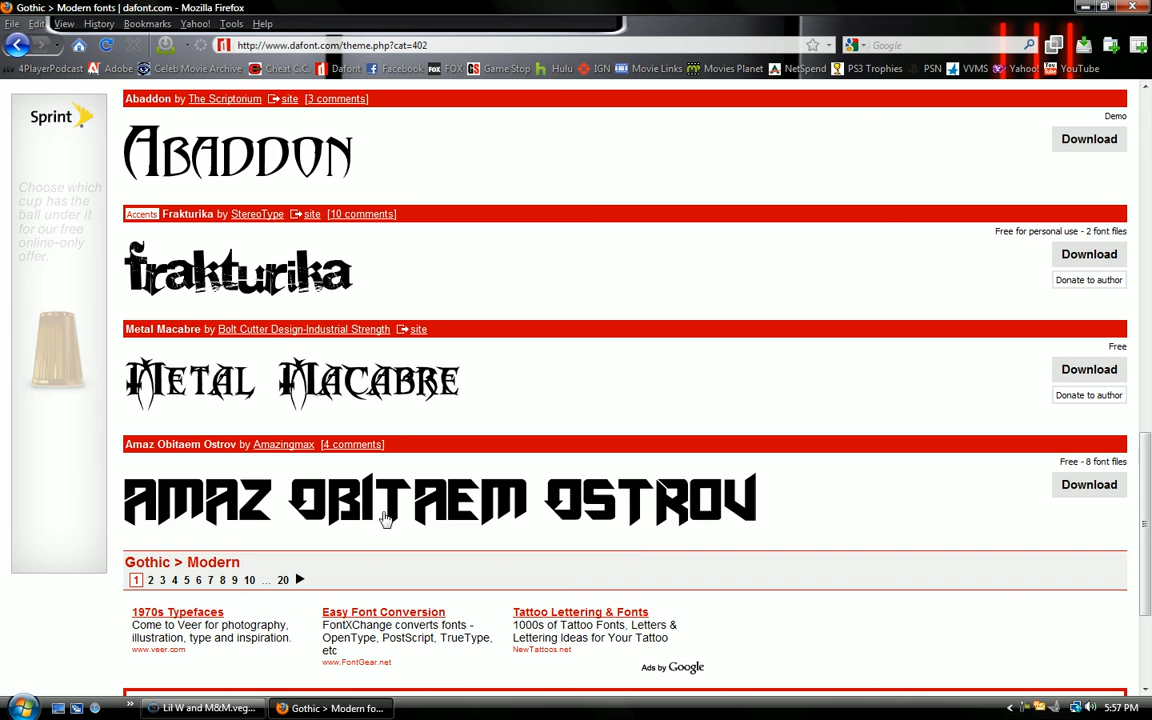 Gothic > Modern fonts | dafont.com - Mozilla Firefox
File Edit View History Bookmarks Yahoo! Tools Help
http://www.dafont.com/theme.php?cat=402
Google
4PlayerPodcast Adobe Celeb Movie Archive Cheat C.C. Dafont Facebook FOX Game Stop Hulu IGN Movie Links Movies Planet NetSpend PS3 Trophies PSN VVMS Yahoo! YouTube
Sprint
Choose which
cup has the
ball under it
for our free
online-only
offer.
Abaddon by The Scriptorium site [3 comments]
Demo
Download
Abaddon
Accents Frakturika by StereoType site [10 comments]
Free for personal use - 2 font files
Download
Donate to author
frakturika
Metal Macabre by Bolt Cutter Design-Industrial Strength site
Free
Download
Donate to author
Metal Macabre
Amaz Obitaem Ostrov by Amazingmax [4 comments]
Free - 8 font files
Download
AMAZ OBITAEM OSTROV
Gothic > Modern
1 2 3 4 5 6 7 8 9 10 ... 20
1970s Typefaces
Come to Veer for photography,
illustration, type and inspiration.
www.veer.com
Easy Font Conversion
FontXChange converts fonts -
OpenType, PostScript, TrueType,
etc
www.FontGear.net
Tattoo Lettering & Fonts
1000s of Tattoo Fonts, Letters &
Lettering Ideas for Your Tattoo
NewTattoos.net
Ads by Google
Lil W and M&M.veg... Gothic > Modern fo... 5:57 PM